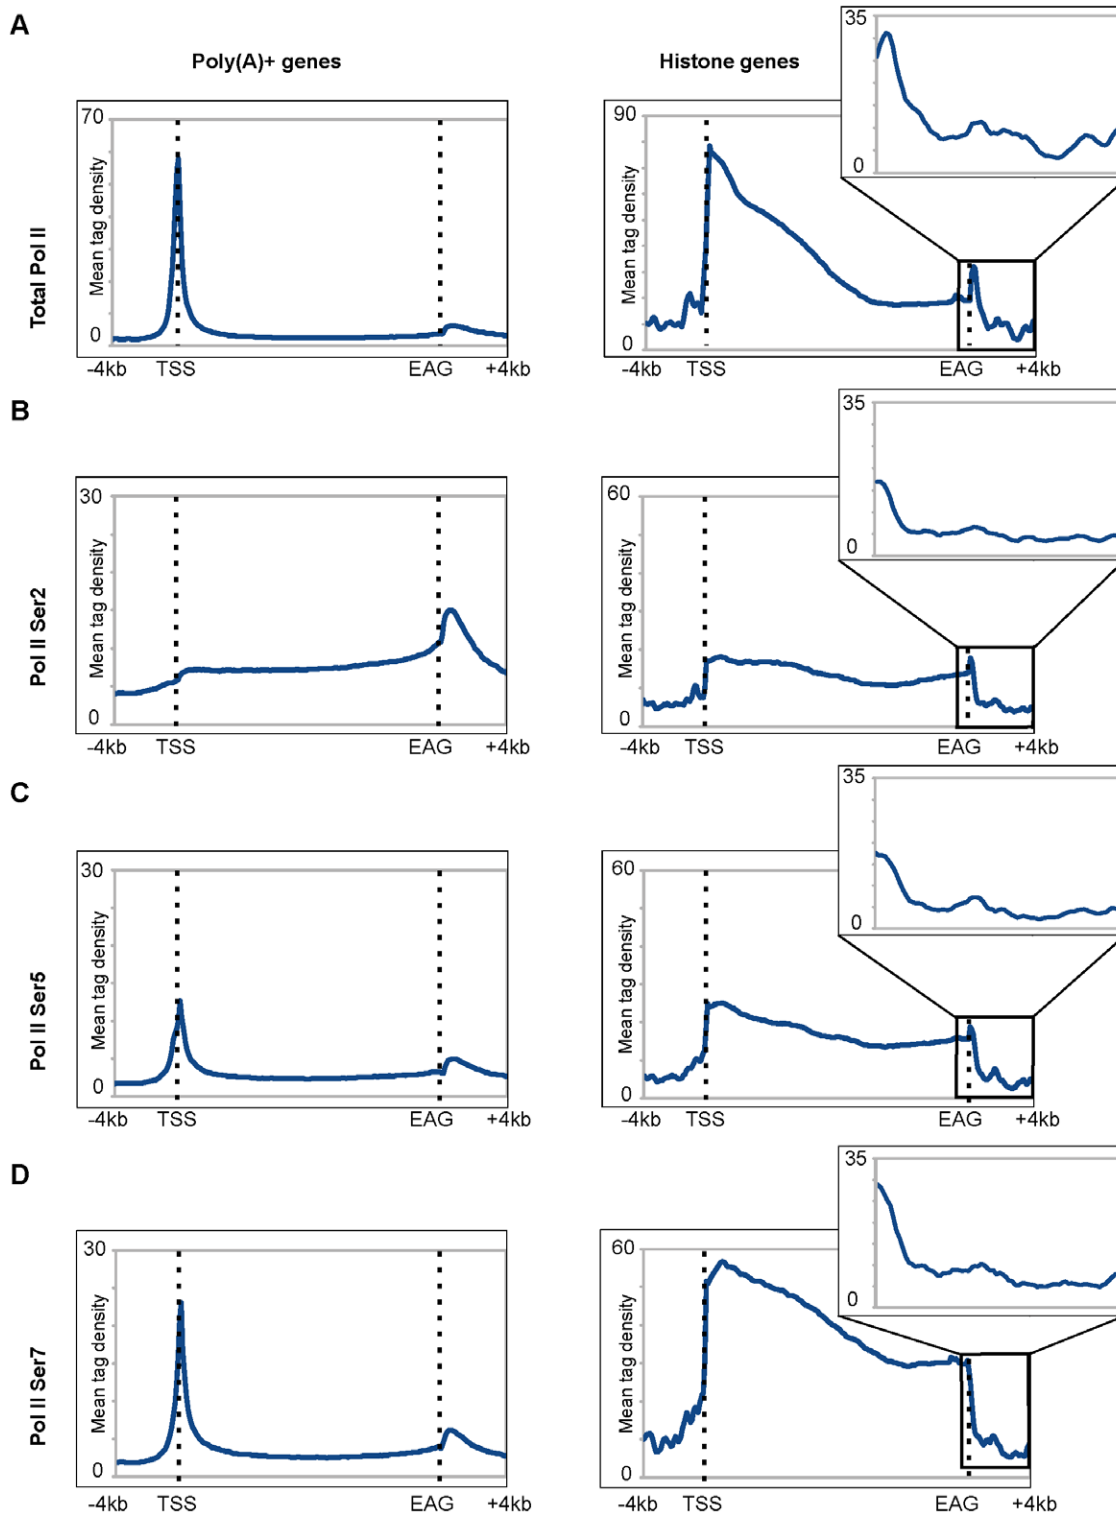 A
Poly(A)+ genes
Histone genes
35
0
Total Pol II
70
Mean tag density
0
-4kb TSS EAG +4kb
90
Mean tag density
0
-4kb TSS EAG +4kb
B
35
0
Pol II Ser2
30
Mean tag density
0
-4kb TSS EAG +4kb
60
Mean tag density
0
-4kb TSS EAG +4kb
C
35
0
Pol II Ser5
30
Mean tag density
0
-4kb TSS EAG +4kb
60
Mean tag density
0
-4kb TSS EAG +4kb
D
35
0
Pol II Ser7
30
Mean tag density
0
-4kb TSS EAG +4kb
60
Mean tag density
0
-4kb TSS EAG +4kb